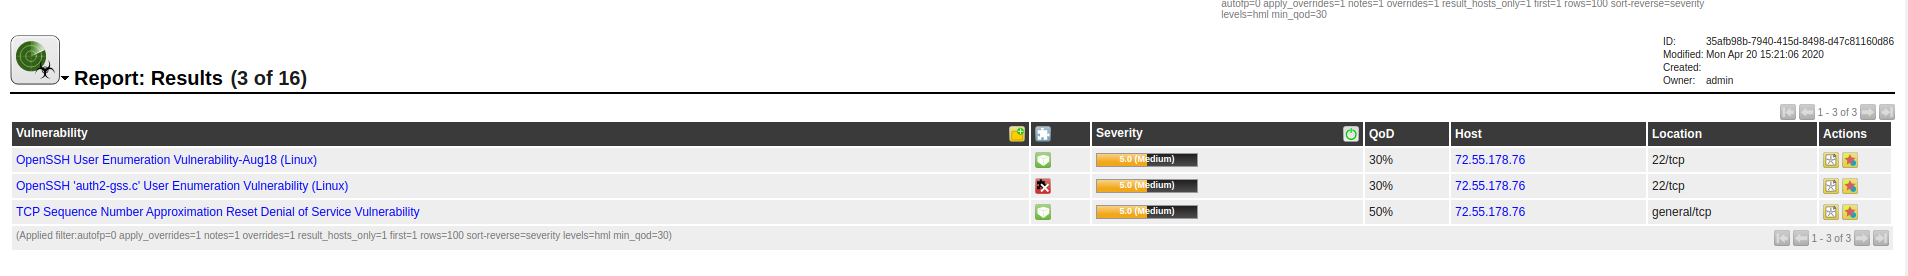 autofp=0 apply_overrides=1 notes=1 overrides=1 result_hosts_only=1 first=1 rows=100 sort-reverse=severity
levels=hml min_qod=30
ID: 35afb98b-7940-415d-8498-d47c81160d86
Modified: Mon Apr 20 15:21:06 2020
Created:
Owner: admin
Report: Results (3 of 16)
1 - 3 of 3
Vulnerability Severity QoD Host Location Actions
OpenSSH User Enumeration Vulnerability-Aug18 (Linux) 5.0 (Medium) 30% 72.55.178.76 22/tcp
OpenSSH 'auth2-gss.c' User Enumeration Vulnerability (Linux) 5.0 (Medium) 30% 72.55.178.76 22/tcp
TCP Sequence Number Approximation Reset Denial of Service Vulnerability 5.0 (Medium) 50% 72.55.178.76 general/tcp
(Applied filter:autofp=0 apply_overrides=1 notes=1 overrides=1 result_hosts_only=1 first=1 rows=100 sort-reverse=severity levels=hml min_qod=30) 1 - 3 of 3